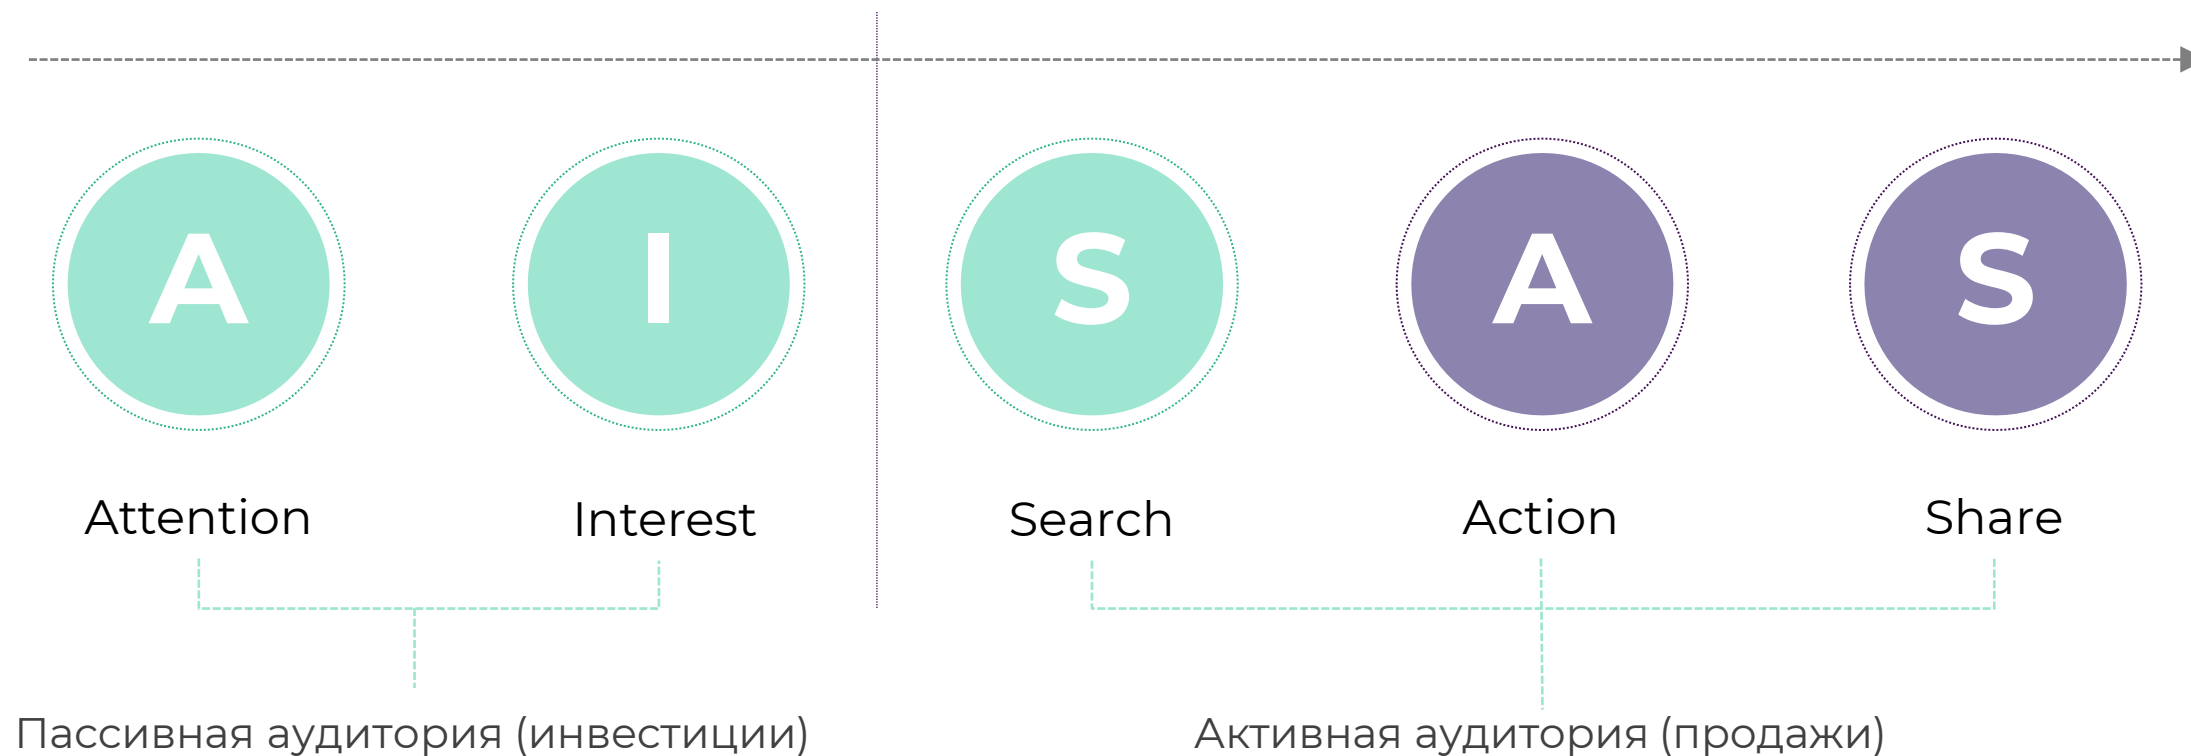 A I S A S
Attention Interest Search Action Share
Пассивная аудитория (инвестиции) Активная аудитория (продажи)